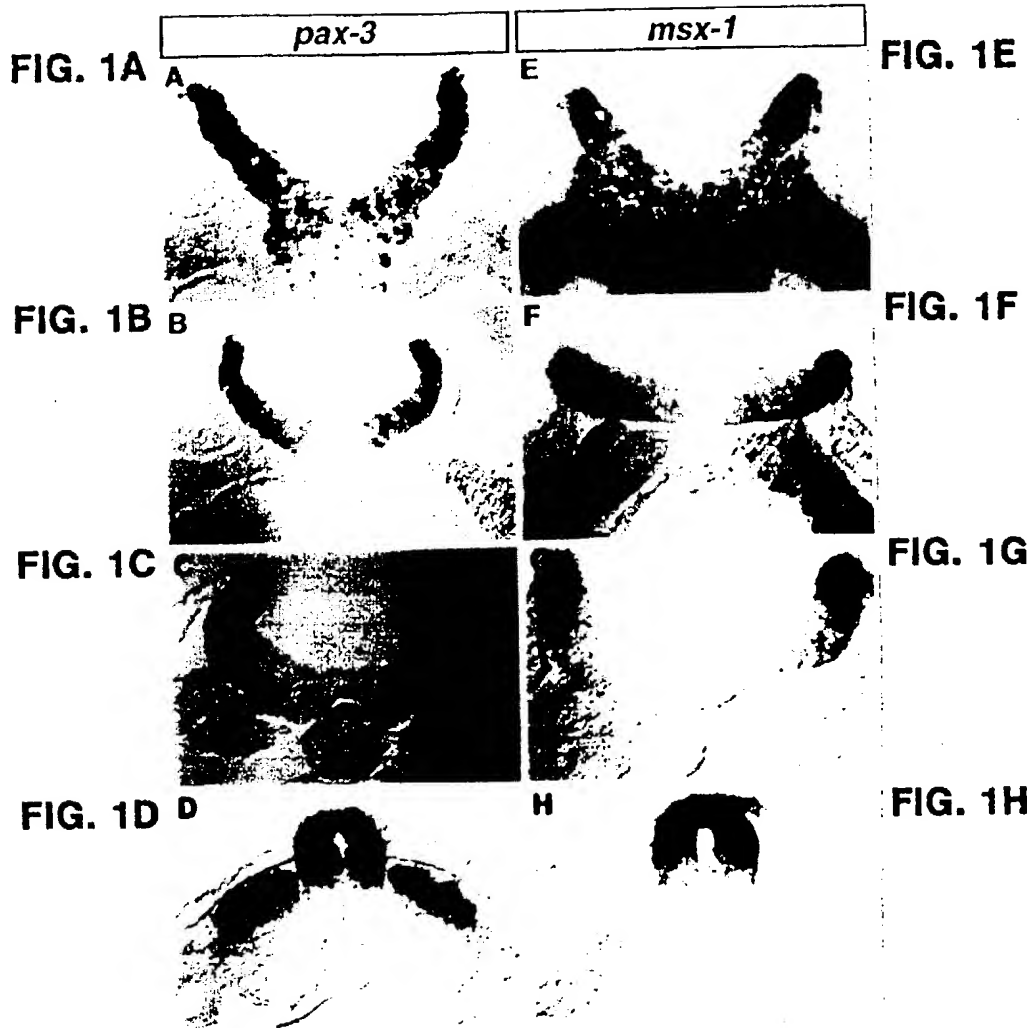 pax-3 msx-1
FIG. 1A A E FIG. 1E
FIG. 1B B F FIG. 1F
FIG. 1C C FIG. 1G
FIG. 1D D H FIG. 1H